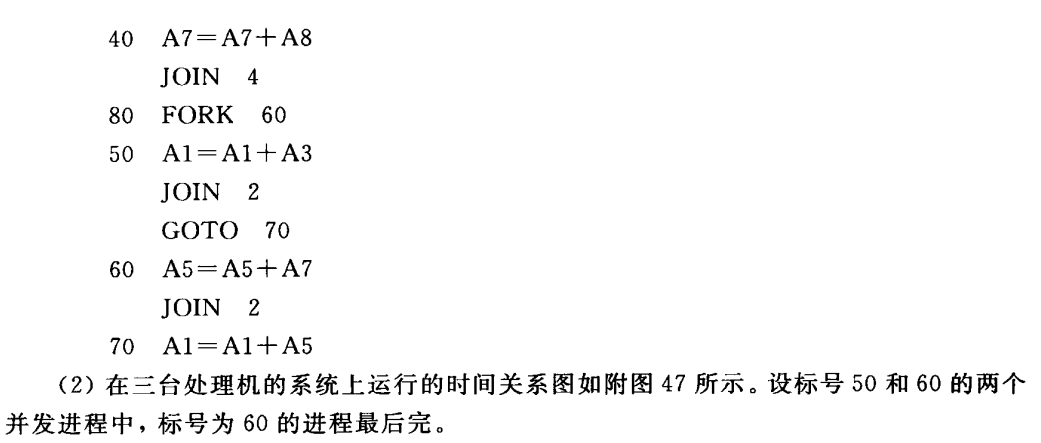 40 A7=A7+A8
JOIN 4
80 FORK 60
50 A1=A1+A3
JOIN 2
GOTO 70
60 A5=A5+A7
JOIN 2
70 A1=A1+A5
(2) 在三台处理机的系统上运行的时间关系图如附图 47 所示。设标号 50 和 60 的两个
并发进程中，标号为 60 的进程最后完。